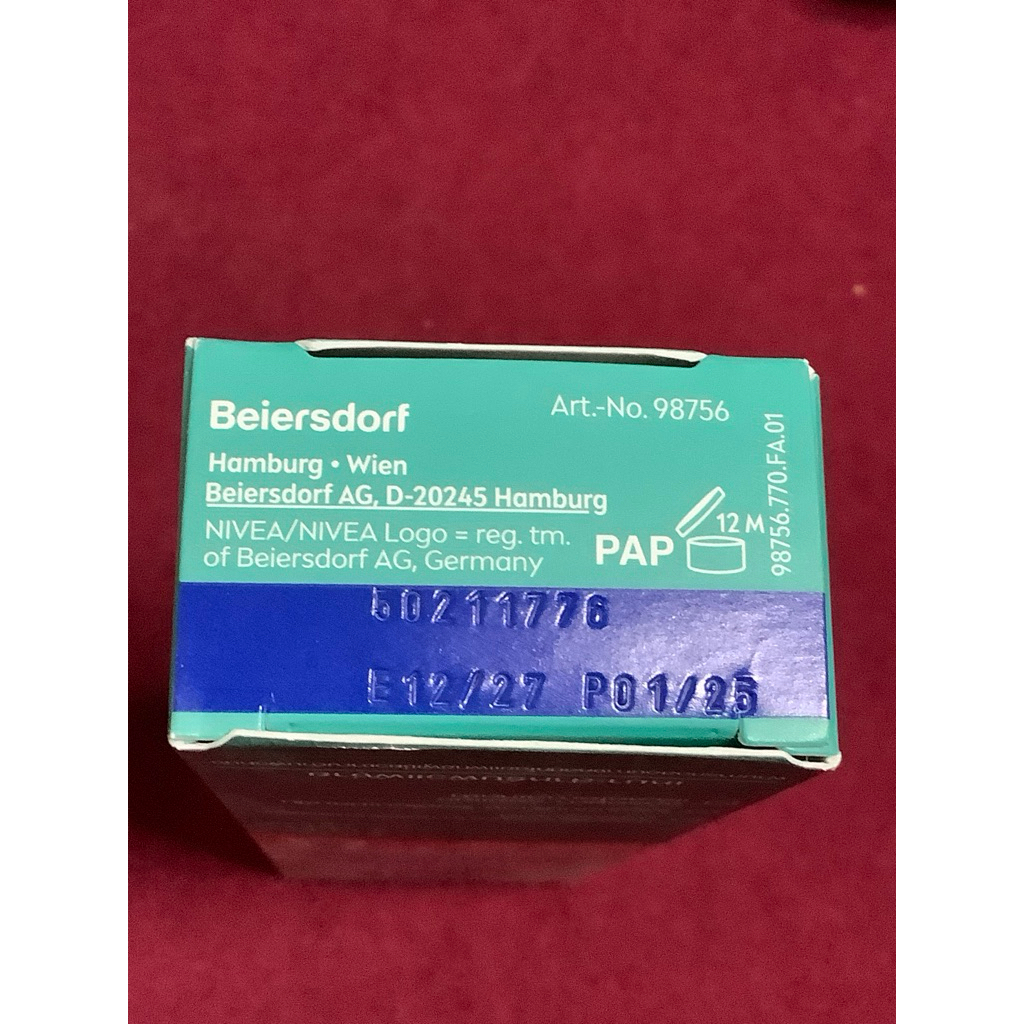 Beiersdorf
Art.-No. 98756
Hamburg • Wien
Beiersdorf AG, D-20245 Hamburg
NIVEA/NIVEA Logo = reg. tm.
of Beiersdorf AG, Germany
PAP
12 M
98756.770.FA.01
50211776
E12/27 P01/25